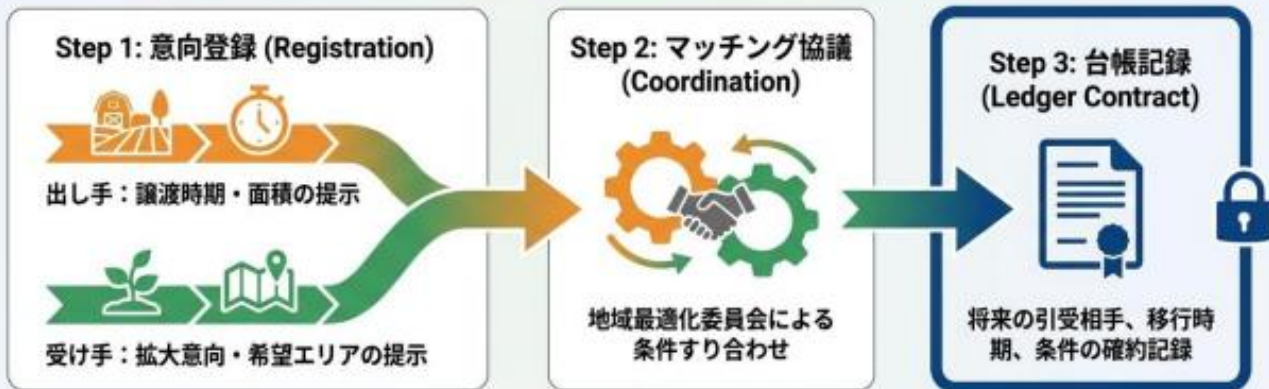 Step 1: 意向登録 (Registration)
出し手：譲渡時期・面積の提示
受け手：拡大意向・希望エリアの提示
Step 2: マッチング協議
(Coordination)
地域最適化委員会による
条件すり合わせ
Step 3: 台帳記録
(Ledger Contract)
将来の引受相手、移行時
期、条件の確約記録